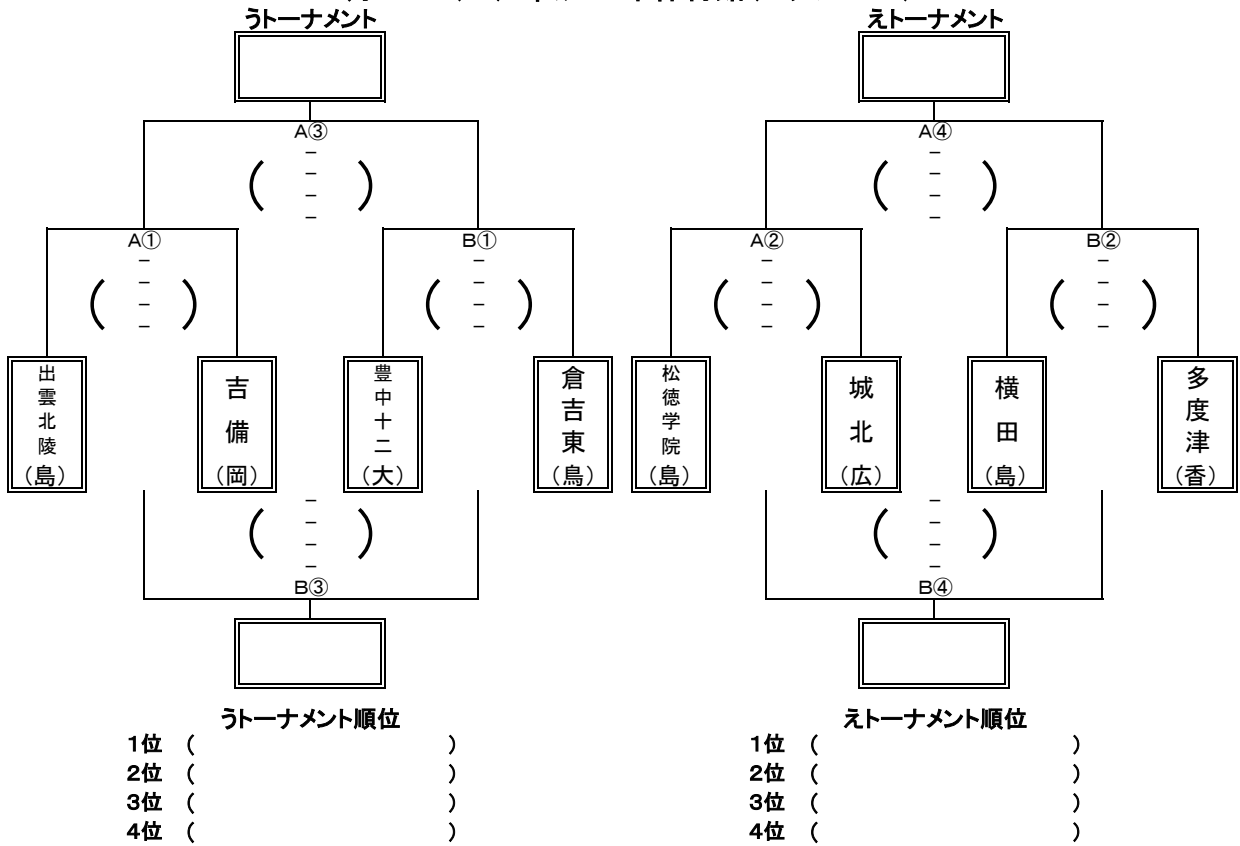 うトーナメント
えトーナメント
A③
A④
A①
B①
A②
B②
出雲北陵(島)
吉備(岡)
豊中十二(大)
倉吉東(鳥)
松徳学院(島)
城北(広)
横田(島)
多度津(香)
B③
B④
うトーナメント順位
1位 ( )
2位 ( )
3位 ( )
4位 ( )
えトーナメント順位
1位 ( )
2位 ( )
3位 ( )
4位 ( )